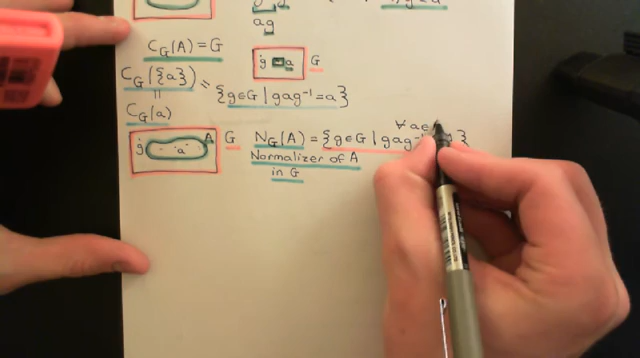 ag
C_G(A) = G
g a G
C_G({a}) = {g∈G | gag⁻¹=a}
C_G(a)
∀ a∈
g a A G N_G(A) = {g∈G | gag⁻¹ }
Normalizer of A
in G